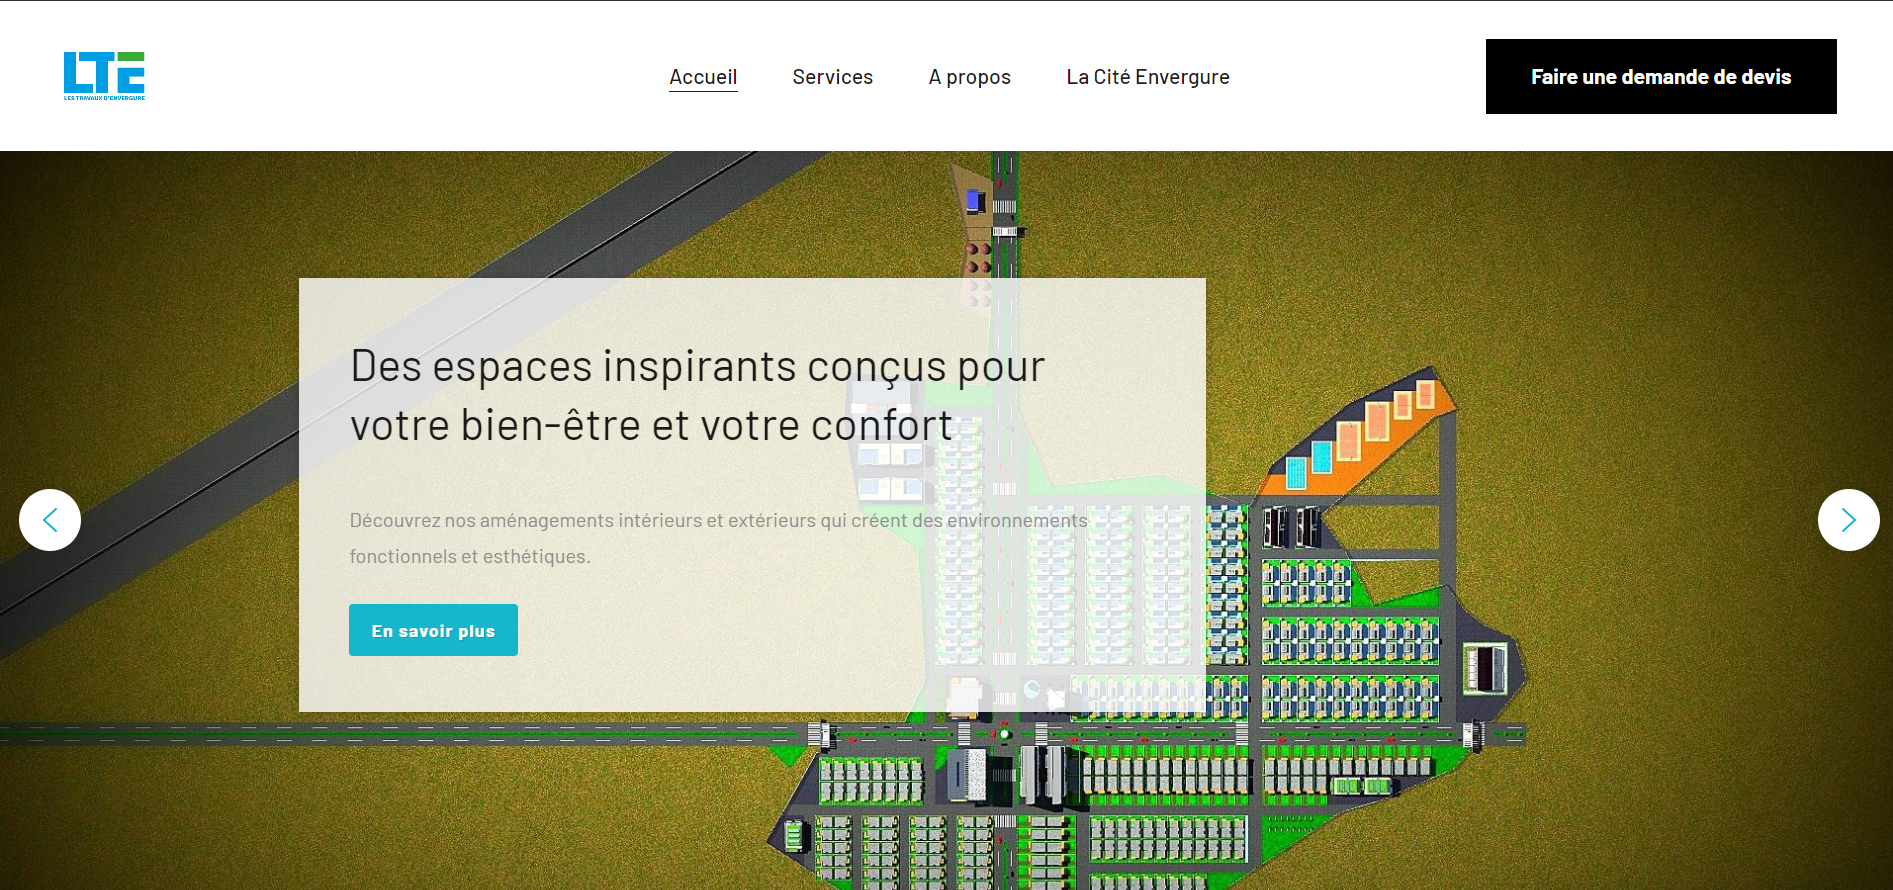 LTE
LES TRAVAUX D'ENVERGURE
Accueil
Services
A propos
La Cité Envergure
Faire une demande de devis
Des espaces inspirants conçus pour
votre bien-être et votre confort
Découvrez nos aménagements intérieurs et extérieurs qui créent des environnements
fonctionnels et esthétiques.
En savoir plus